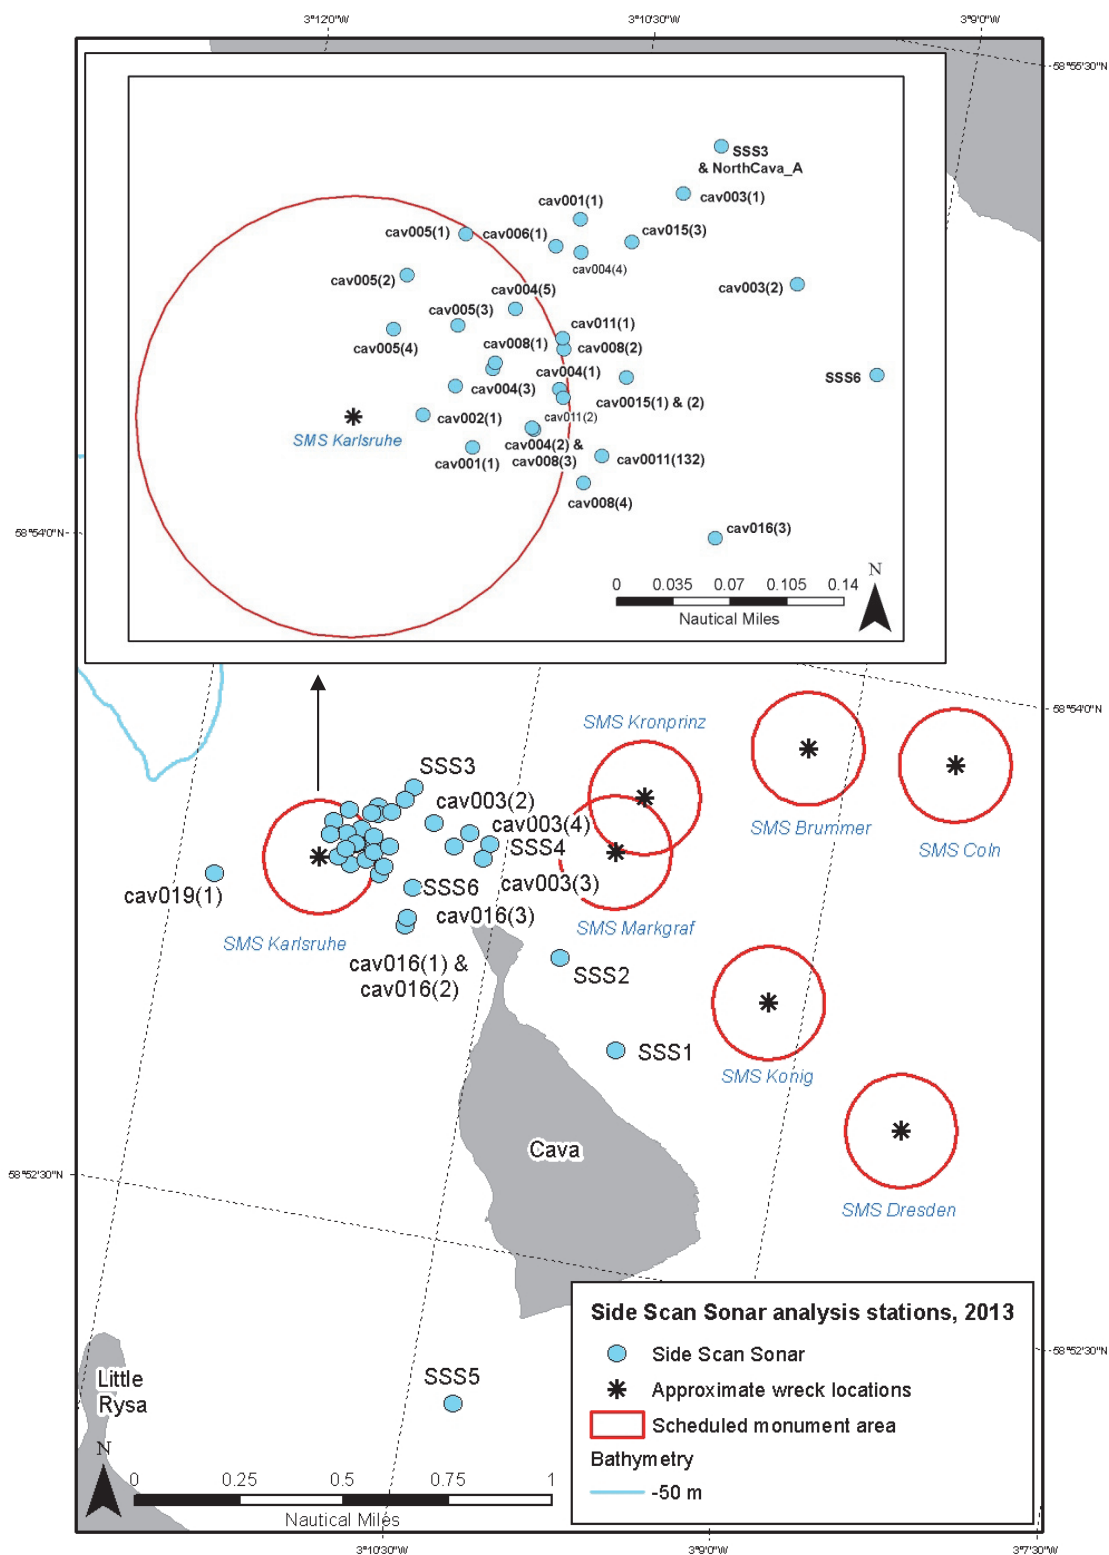 3°12'0"W
3°10'30"W
3°9'0"W
58°55'30"N
SSS3
& NorthCava_A
cav003(1)
cav001(1)
cav005(1)
cav006(1)
cav015(3)
cav004(4)
cav005(2)
cav003(2)
cav004(5)
cav005(3)
cav011(1)
cav005(4)
cav008(1)
cav008(2)
cav004(1)
SSS6
cav004(3)
cav0015(1) & (2)
cav002(1)
cav011(2)
SMS Karlsruhe
cav004(2) &
cav008(3)
cav001(1)
cav0011(132)
cav008(4)
cav016(3)
58°54'0"N
N
0 0.035 0.07 0.105 0.14
Nautical Miles
58°54'0"N
SMS Kronprinz
SSS3
cav003(2)
cav003(4)
SMS Brummer
SSS4
SMS Coln
cav003(3)
SSS6
cav019(1)
cav016(3)
SMS Markgraf
SMS Karlsruhe
cav016(1) &
cav016(2)
SSS2
SSS1
SMS Konig
Cava
58°52'30"N
SMS Dresden
Side Scan Sonar analysis stations, 2013
Side Scan Sonar
Approximate wreck locations
Scheduled monument area
Bathymetry
-50 m
58°52'30"N
SSS5
Little
Rysa
N
0 0.25 0.5 0.75 1
Nautical Miles
3°10'30"W
3°9'0"W
3°7'30"W